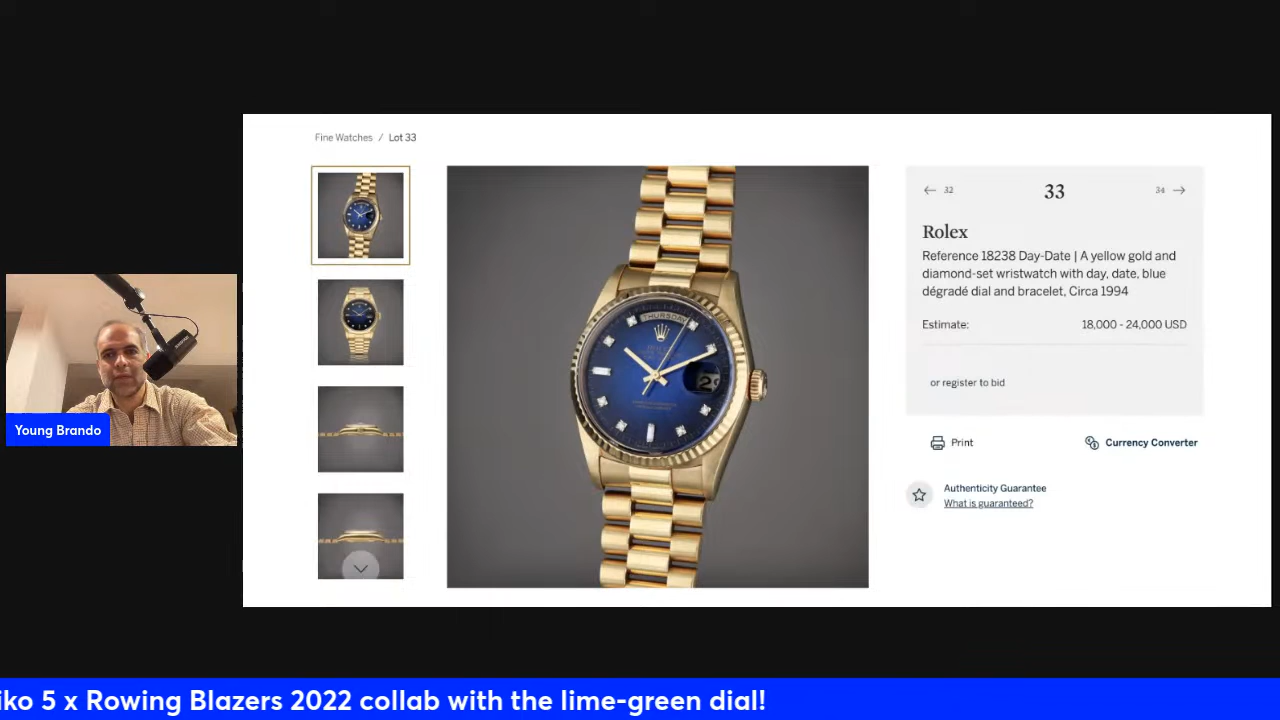 Fine Watches / Lot 33
32
33
34
Rolex
Reference 18238 Day-Date | A yellow gold and
diamond-set wristwatch with day, date, blue
dégradé dial and bracelet, Circa 1994
Estimate: 18,000 - 24,000 USD
or register to bid
Print
Currency Converter
Authenticity Guarantee
What is guaranteed?
THURSDAY
Young Brando
iko 5 x Rowing Blazers 2022 collab with the lime-green dial!